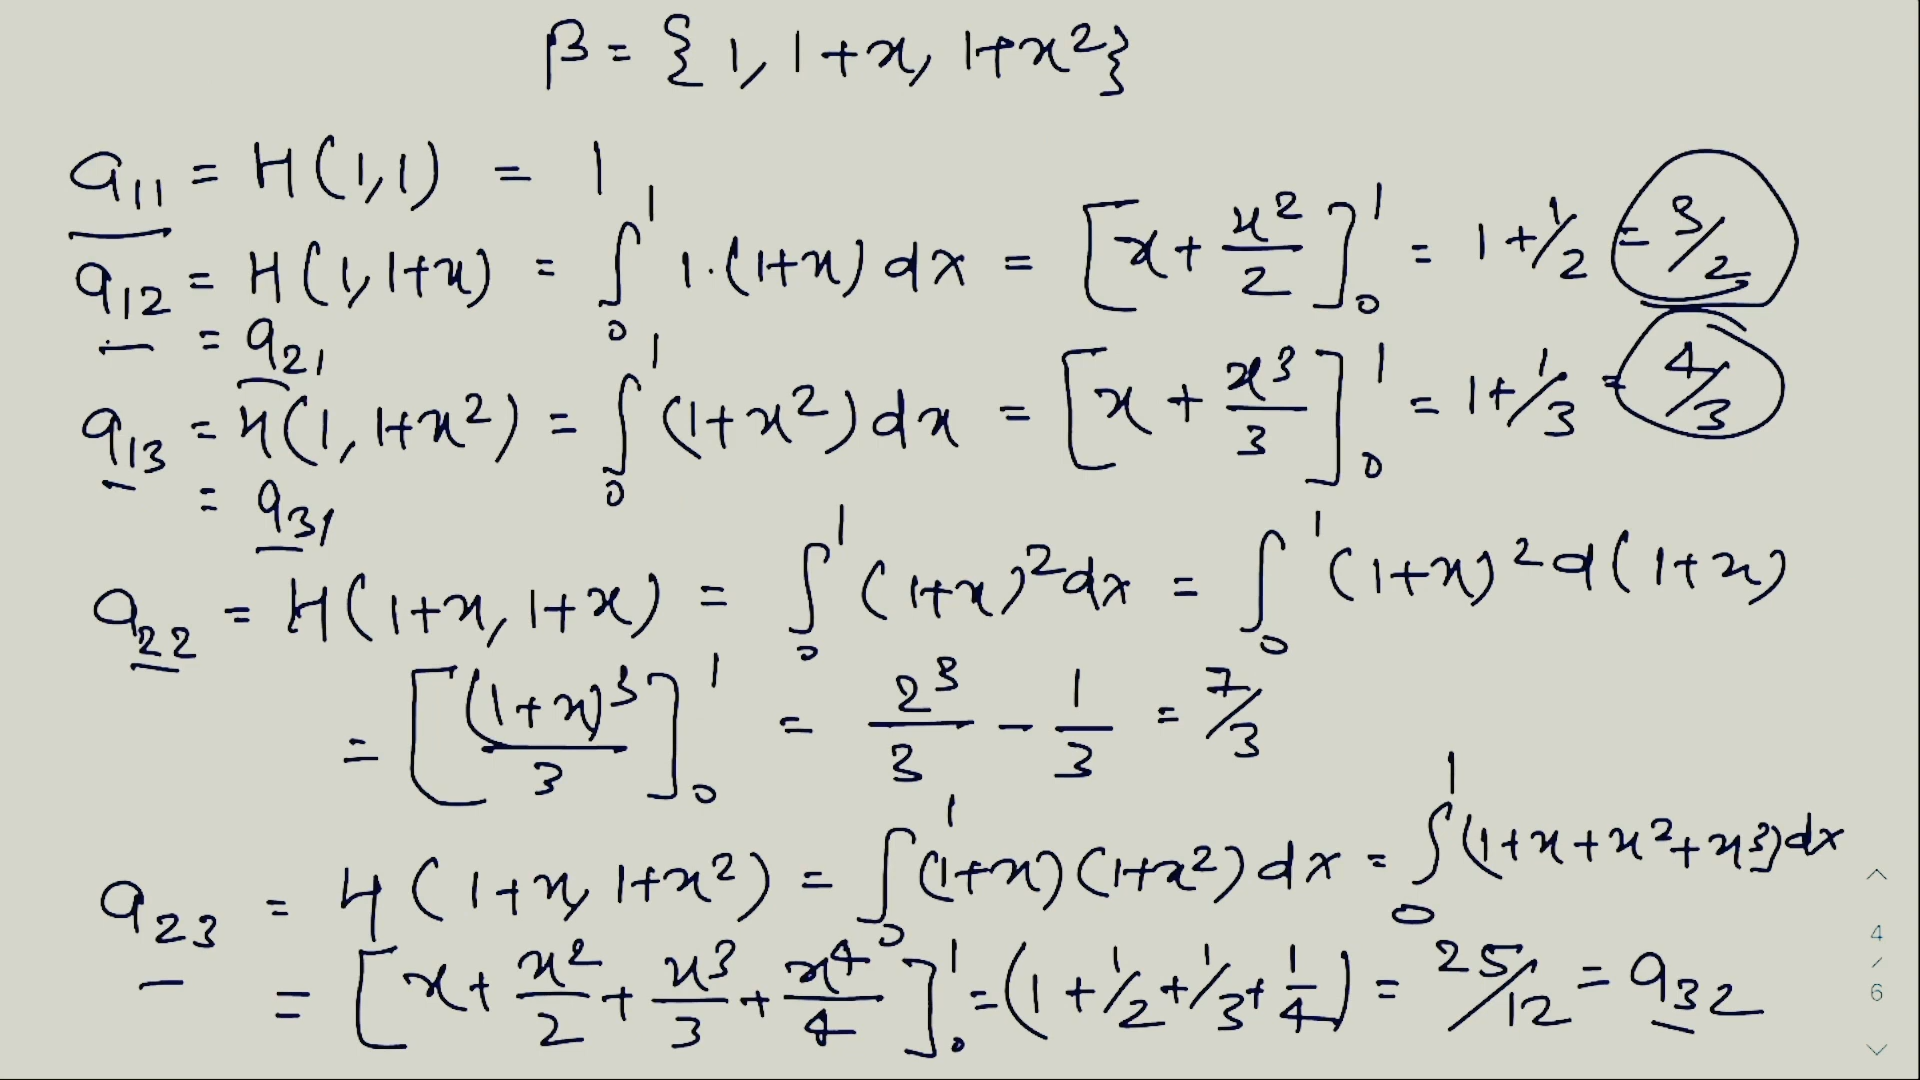 β = { 1, 1+x, 1+x²}
a₁₁ = H(1,1) = 1
a₁₂ = H(1,1+x) = ∫₀¹ 1.(1+x) dx = [x + x²/2]₀¹ = 1+1/2 = 3/2
= a₂₁
a₁₃ = H(1, 1+x²) = ∫₀¹ (1+x²) dx = [x + x³/3]₀¹ = 1+1/3 = 4/3
= a₃₁
a₂₂ = H(1+x, 1+x) = ∫₀¹ (1+x)² dx = ∫₀¹ (1+x)² d(1+x)
= [(1+x)³/3]₀¹ = 2³/3 - 1/3 = 7/3
a₂₃ = H(1+x, 1+x²) = ∫₀¹ (1+x)(1+x²) dx = ∫₀¹ (1+x+x²+x³) dx
= [x + x²/2 + x³/3 + x⁴/4]₀¹ = (1 + 1/2 + 1/3 + 1/4) = 25/12 = a₃₂
4
/
6